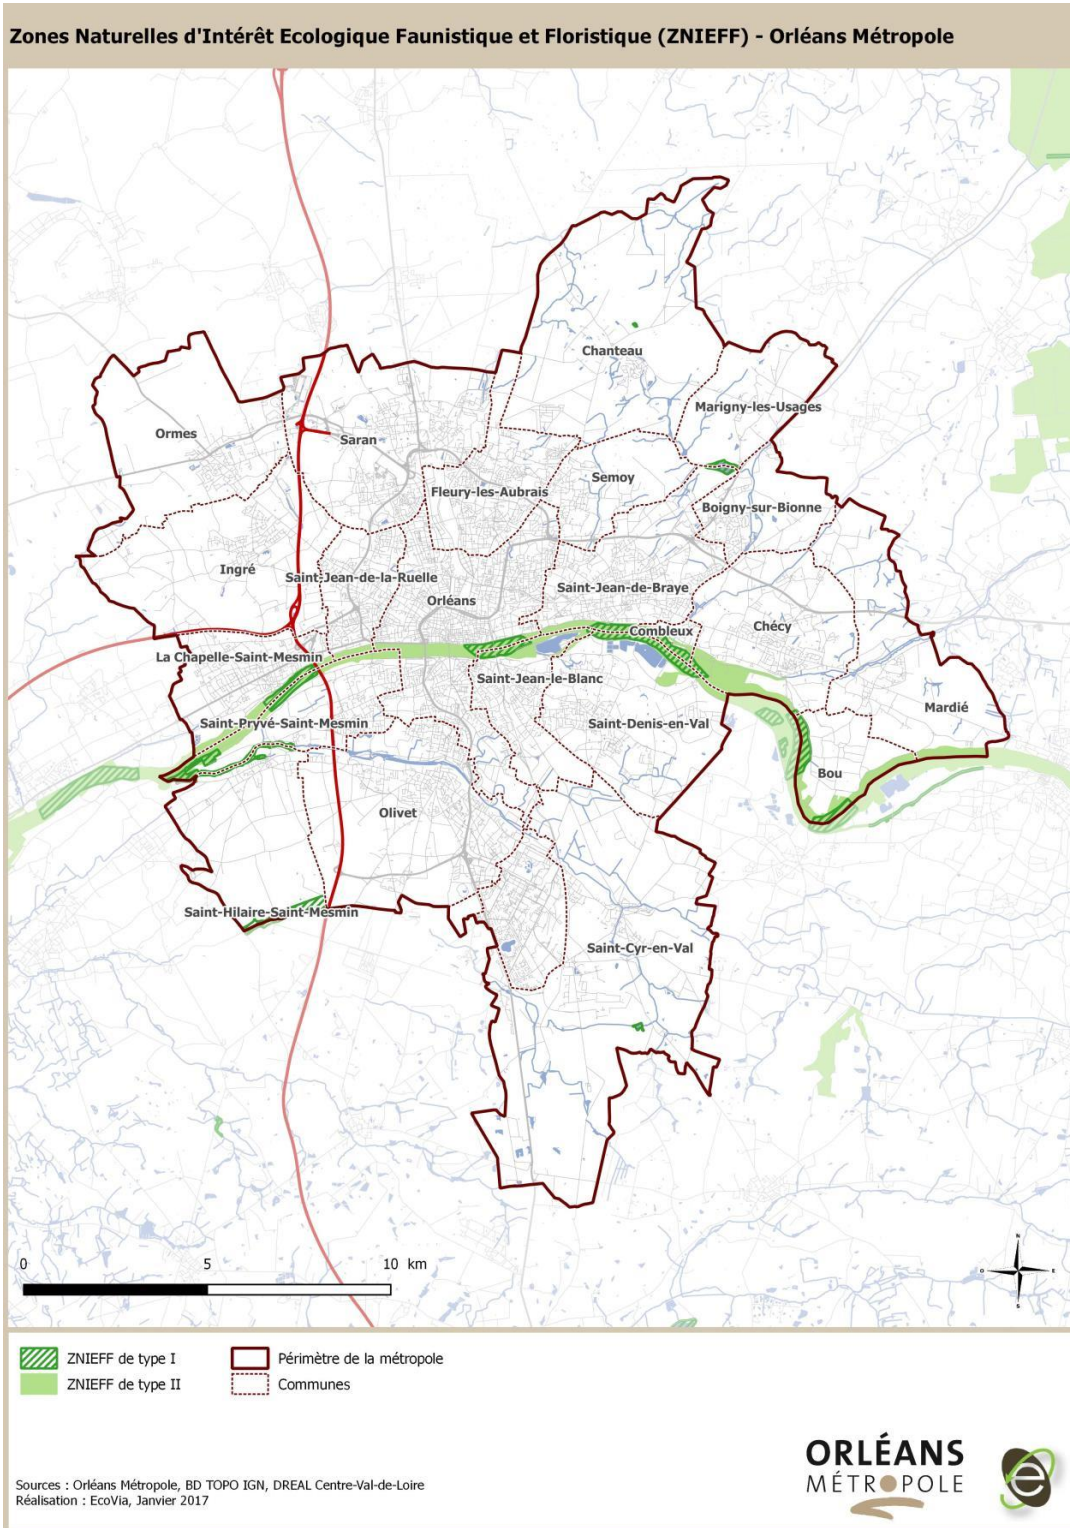 Zones Naturelles d'Intérêt Ecologique Faunistique et Floristique (ZNIEFF) - Orléans Métropole
Chanteau
Marigny-les-Usages
Ormes
Saran
Semoy
Fleury-les-Aubrais
Boigny-sur-Bionne
Ingré
Saint-Jean-de-la-Ruelle
Saint-Jean-de-Braye
Orléans
Combleux
Chécy
La Chapelle-Saint-Mesmin
Saint-Jean-le-Blanc
Mardié
Saint-Pryvé-Saint-Mesmin
Saint-Denis-en-Val
Bou
Olivet
Saint-Hilaire-Saint-Mesmin
Saint-Cyr-en-Val
0 5 10 km
N
O E
S
ZNIEFF de type I
ZNIEFF de type II
Périmètre de la métropole
Communes
Sources : Orléans Métropole, BD TOPO IGN, DREAL Centre-Val-de-Loire
Réalisation : EcoVia, Janvier 2017
ORLÉANS
MÉTROPOLE
e